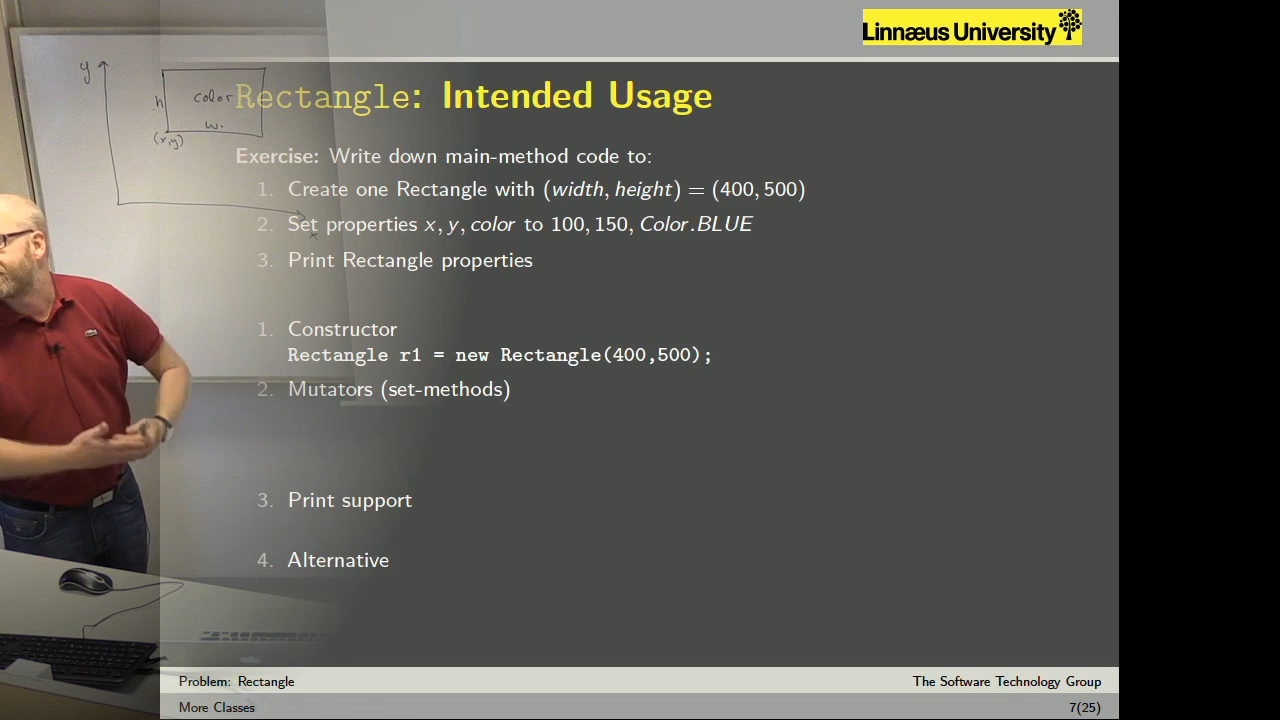 Linnæus University
y
h
color
w.
(x,y)
x
Rectangle: Intended Usage
Exercise: Write down main-method code to:
1. Create one Rectangle with (width, height) = (400, 500)
2. Set properties x, y, color to 100, 150, Color.BLUE
3. Print Rectangle properties
1. Constructor
Rectangle r1 = new Rectangle(400,500);
2. Mutators (set-methods)
3. Print support
4. Alternative
Problem: Rectangle
The Software Technology Group
More Classes
7(25)